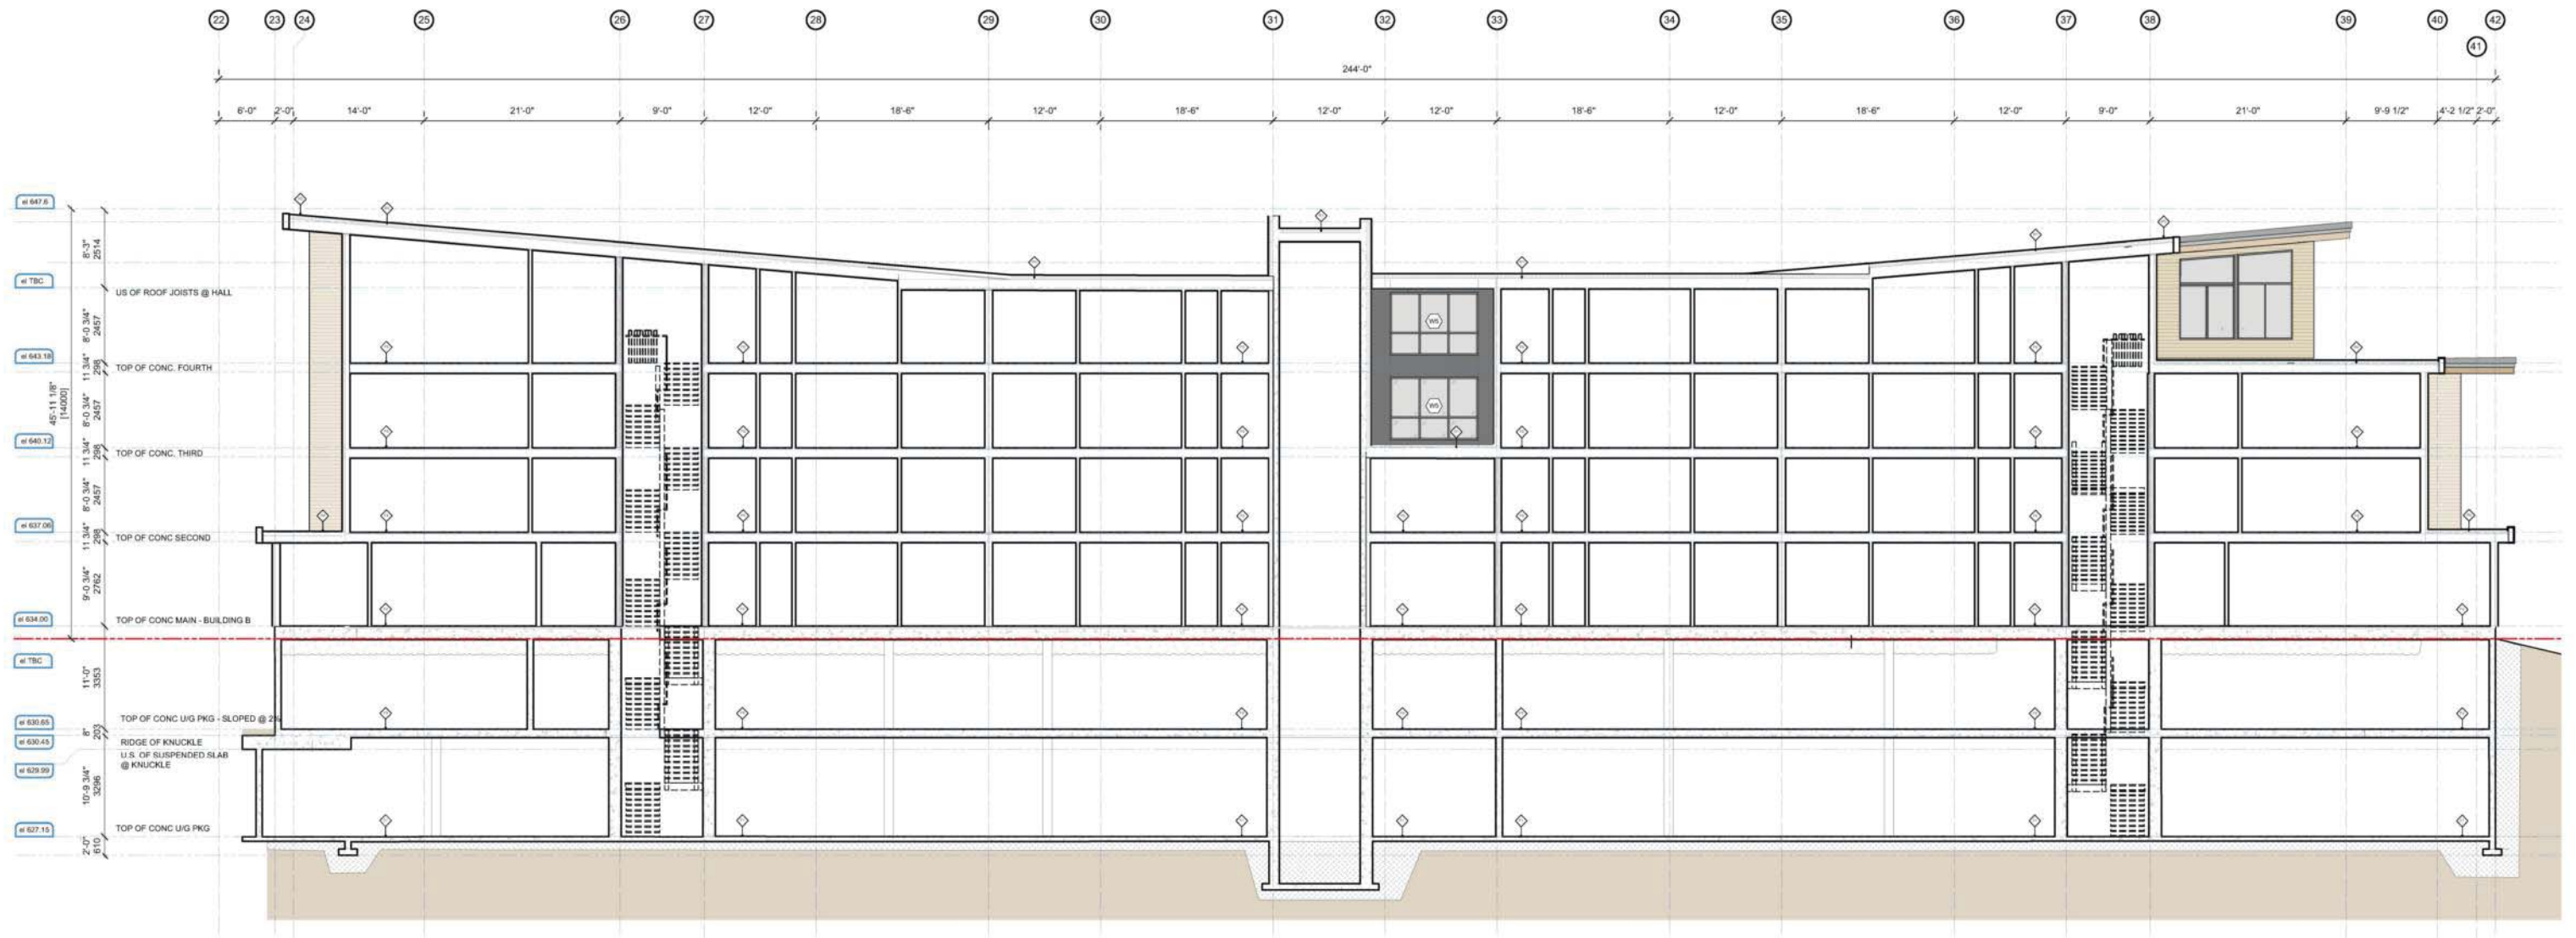 22 23 24 25 26 27 28 29 30 31 32 33 34 35 36 37 38 39 40 42
41
244'-0"
6'-0" 2'-0" 14'-0" 21'-0" 9'-0" 12'-0" 18'-6" 12'-0" 18'-6" 12'-0" 12'-0" 18'-6" 12'-0" 18'-6" 12'-0" 9'-0" 21'-0" 9'-9 1/2" 4'-2 1/2" 2'-0"
el 647.6
8'-3"
2514
el TBC
US OF ROOF JOISTS @ HALL
8'-0 3/4"
2457
W5
el 643.18
TOP OF CONC. FOURTH
11 3/4"
298
45'-11 1/8"
[14000]
8'-0 3/4"
2457
W5
el 640.12
TOP OF CONC. THIRD
11 3/4"
298
8'-0 3/4"
2457
el 637.06
TOP OF CONC SECOND
11 3/4"
298
9'-0 3/4"
2762
el 634.00
TOP OF CONC MAIN - BUILDING B
el TBC
11'-0"
3353
el 630.65
TOP OF CONC U/G PKG - SLOPED @ 2%
8"
203
el 630.45
RIDGE OF KNUCKLE
U.S. OF SUSPENDED SLAB
@ KNUCKLE
el 629.99
10'-9 3/4"
3296
el 627.15
TOP OF CONC U/G PKG
2'-0"
610